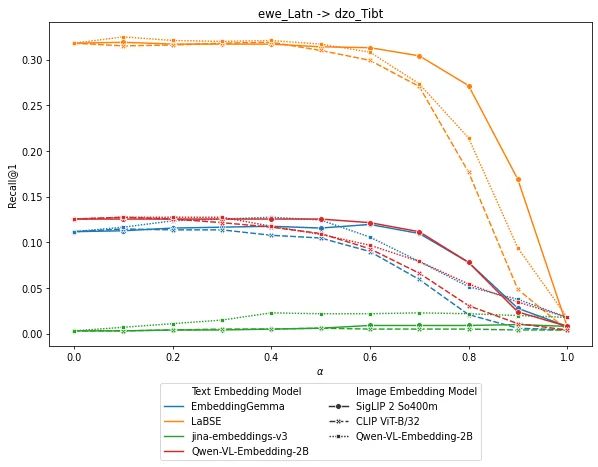 ewe_Latn -> dzo_Tibt
Recall@1
0.30
0.25
0.20
0.15
0.10
0.05
0.00
0.0 0.2 0.4 0.6 0.8 1.0
α
Text Embedding Model
EmbeddingGemma
LaBSE
jina-embeddings-v3
Qwen-VL-Embedding-2B
Image Embedding Model
SigLIP 2 So400m
CLIP ViT-B/32
Qwen-VL-Embedding-2B